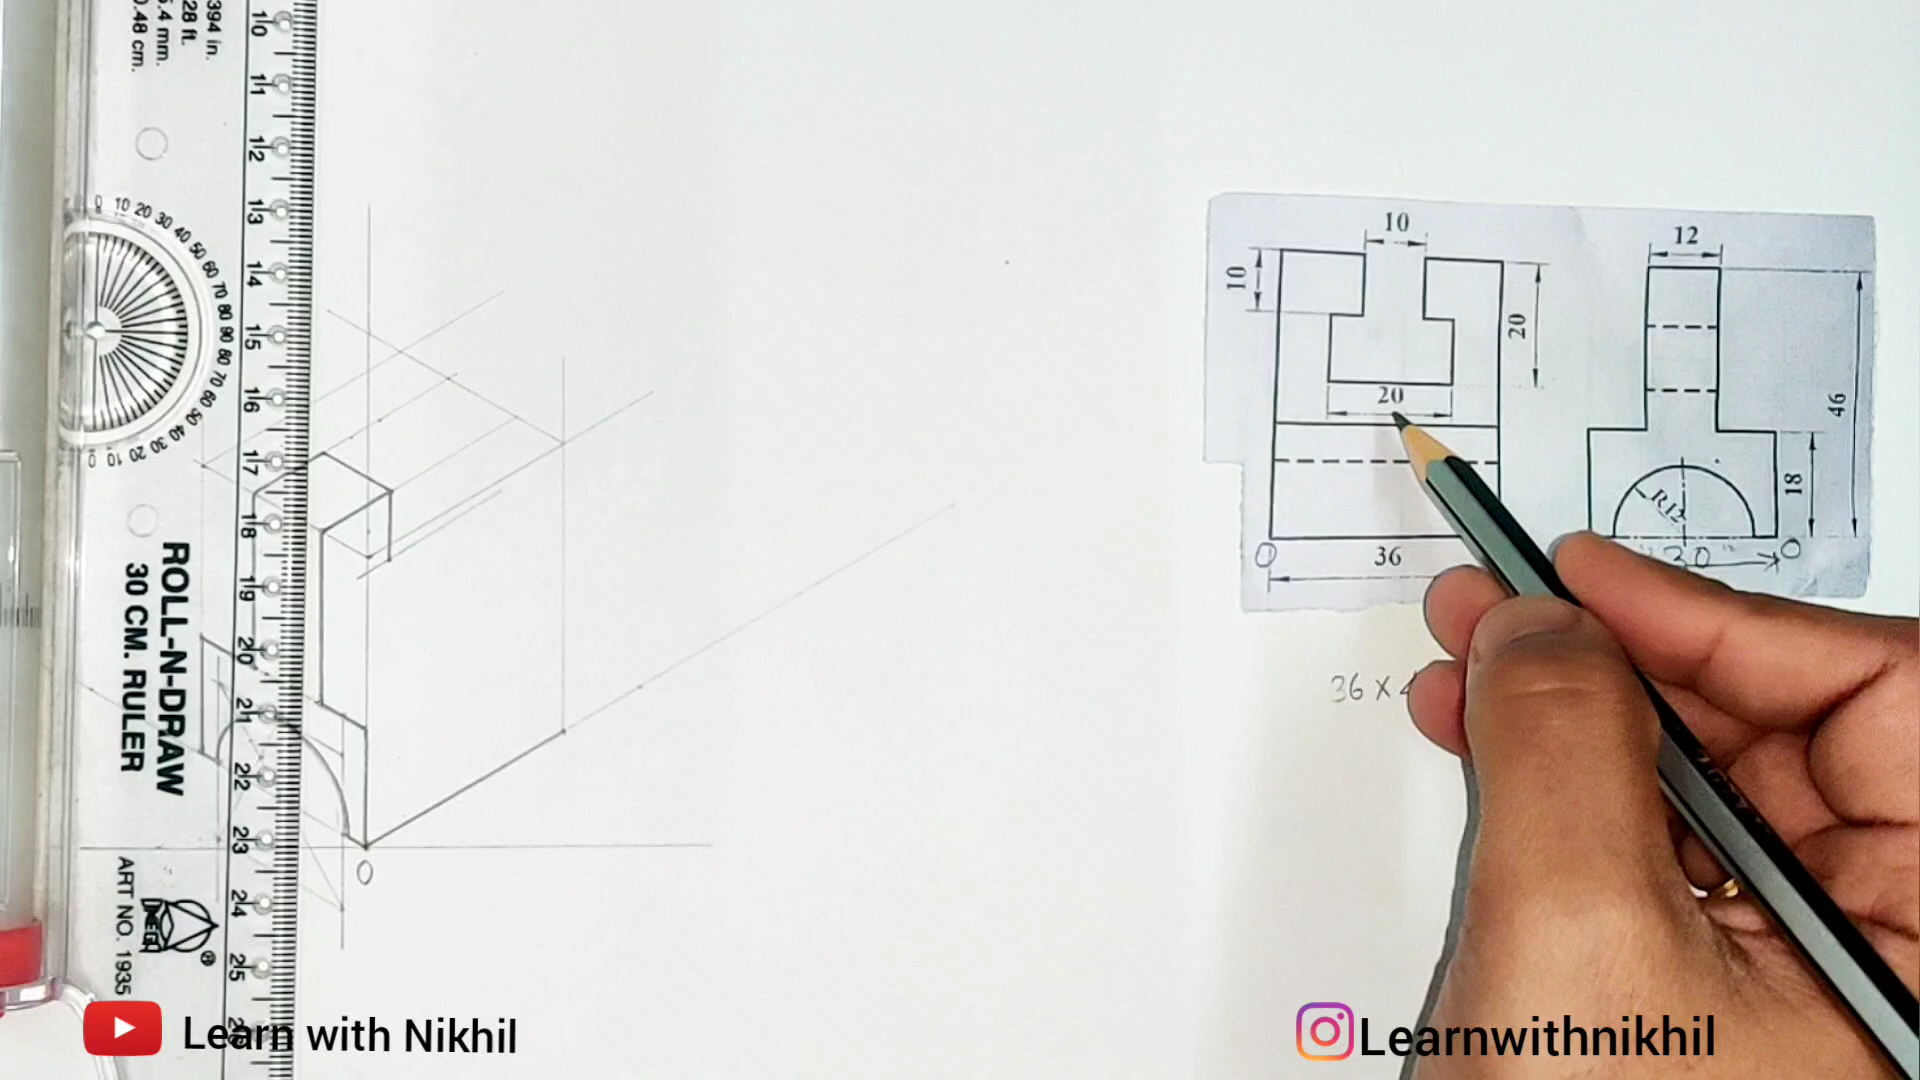 394 in.
28 ft.
5.4 mm.
0.48 cm.
10
11
12
13
14
15
16
17
18
19
20
21
22
23
24
25
0 10 20 30 40 50 60 70 80 90 80 70 60 50 40 30 20 10 0
ROLL-N-DRAW
30 CM. RULER
ART NO. 1935
®
O
10
10
20
20
36
O
12
46
18
R12
"30"
O
36 x 4
Learn with Nikhil
Learnwithnikhil